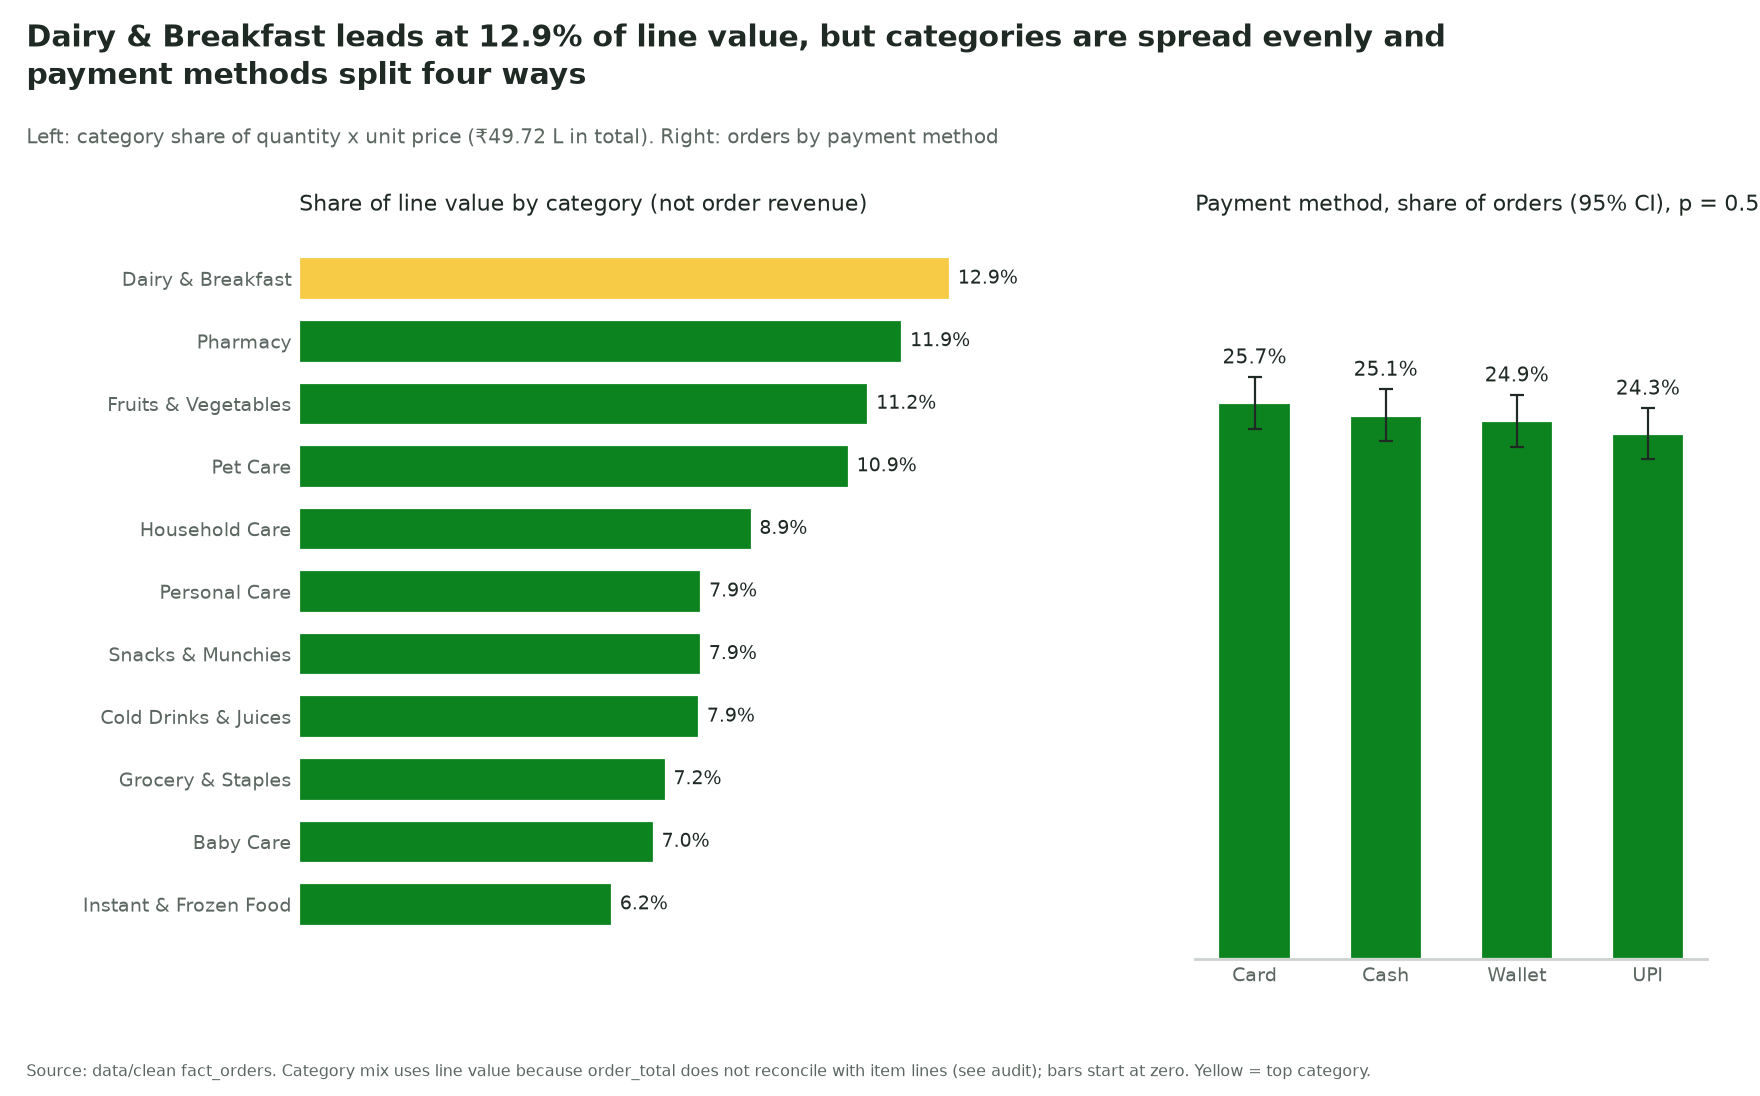 Dairy & Breakfast leads at 12.9% of line value, but categories are spread evenly and
payment methods split four ways
Left: category share of quantity x unit price (₹49.72 L in total). Right: orders by payment method
Share of line value by category (not order revenue)
Dairy & Breakfast 12.9%
Pharmacy 11.9%
Fruits & Vegetables 11.2%
Pet Care 10.9%
Household Care 8.9%
Personal Care 7.9%
Snacks & Munchies 7.9%
Cold Drinks & Juices 7.9%
Grocery & Staples 7.2%
Baby Care 7.0%
Instant & Frozen Food 6.2%
Payment method, share of orders (95% CI), p = 0.5
25.7% 25.1% 24.9% 24.3%
Card Cash Wallet UPI
Source: data/clean fact_orders. Category mix uses line value because order_total does not reconcile with item lines (see audit); bars start at zero. Yellow = top category.